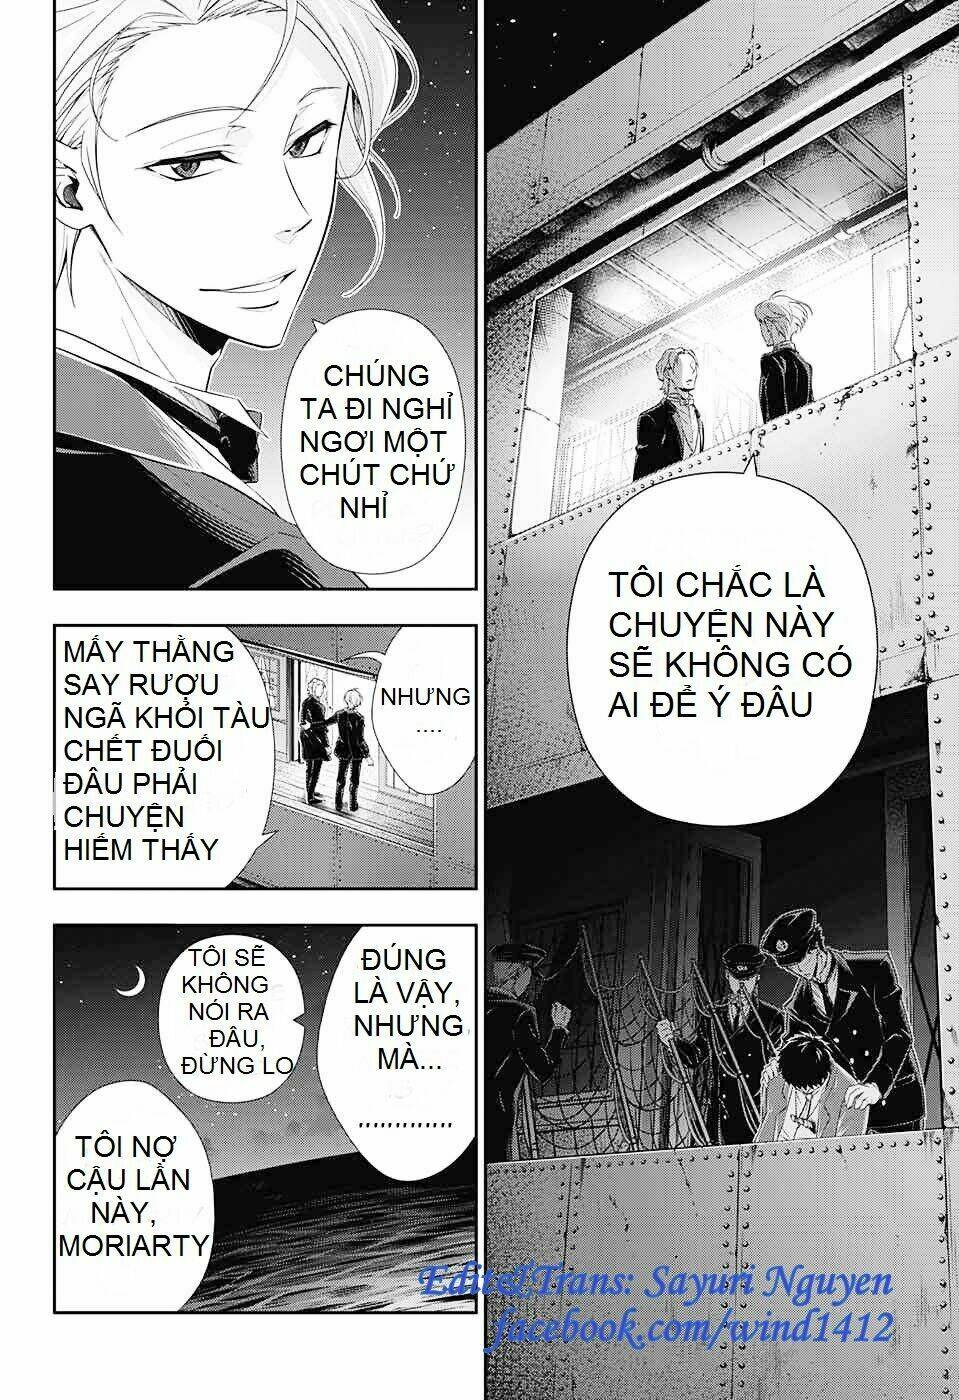 TÔI CHẮC LÀ
CHUYỆN NÀY
SẼ KHÔNG CÓ
AI ĐỂ Ý ĐÂU
CHÚNG
TA ĐI NGHỈ
NGƠI MỘT
CHÚT CHỨ
NHỈ
NHƯNG
....
MẤY THẰNG
SAY RƯỢU
NGÃ KHỎI TÀU
CHẾT ĐUỐI
ĐÂU PHẢI
CHUYỆN
HIẾM THẤY
ĐÚNG
LÀ VẬY,
NHƯNG
MÀ...
.............
TÔI SẼ
KHÔNG
NÓI RA
ĐÂU,
ĐỪNG LO
TÔI NỢ
CẬU LẦN
NÀY,
MORIARTY
Edit&Trans: Sayuri Nguyen
facebook.com/wind1412